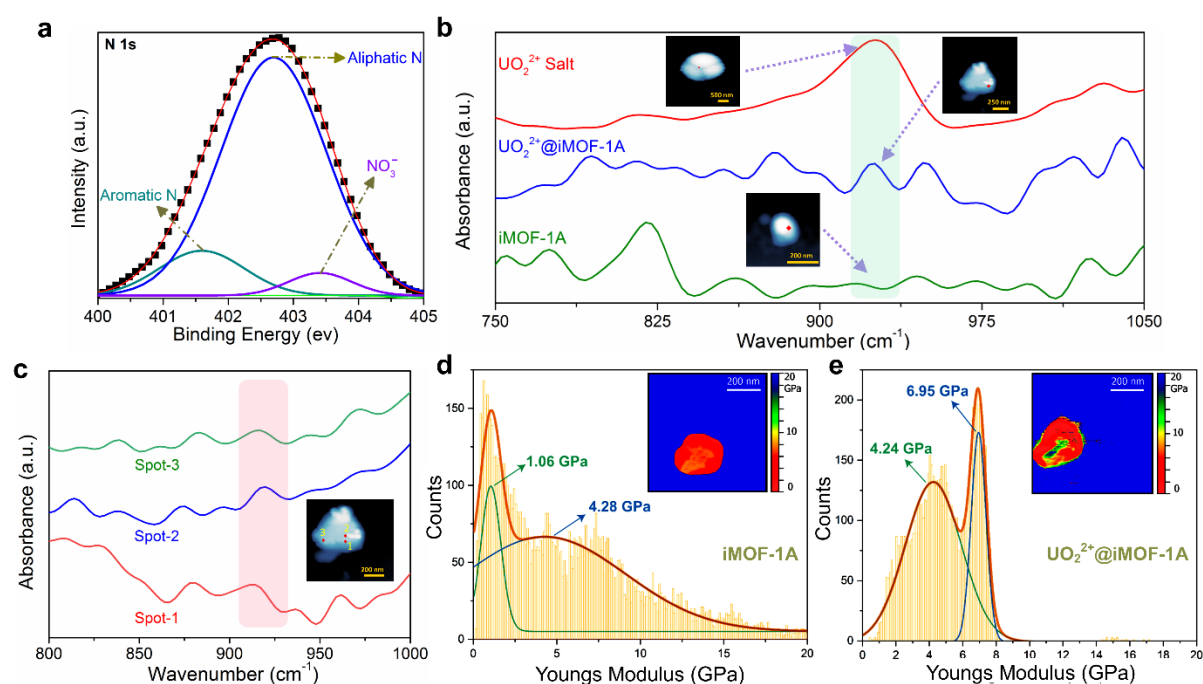 a
N 1s
Aliphatic N
NO₃⁻
Aromatic N
Intensity (a.u.)
400 401 402 403 404 405
Binding Energy (ev)
b
UO₂²⁺ Salt
580 nm
250 nm
UO₂²⁺@iMOF-1A
200 nm
iMOF-1A
Absorbance (a.u.)
750 825 900 975 1050
Wavenumber (cm⁻¹)
c
Spot-3
Spot-2
Spot-1
3
1
200 nm
Absorbance (a.u.)
800 850 900 950 1000
Wavenumber (cm⁻¹)
d
200 nm
20
GPa
10
0
1.06 GPa
4.28 GPa
iMOF-1A
Counts
150
100
50
0
0 5 10 15 20
Youngs Modulus (GPa)
e
200 nm
20
GPa
10
0
6.95 GPa
4.24 GPa
UO₂²⁺@iMOF-1A
Counts
200
150
100
50
0
0 2 4 6 8 10 12 14 16 18 20
Youngs Modulus (GPa)